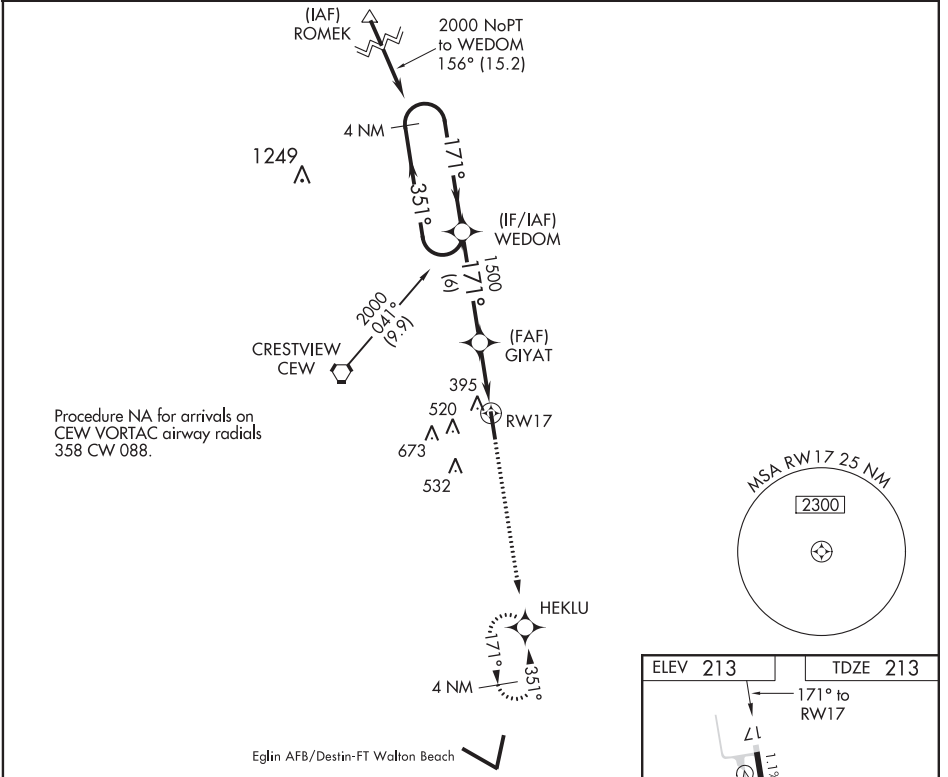 (IAF)
ROMEK
2000 NoPT
to WEDOM
156° (15.2)
4 NM
171°
1249
351°
(IF/IAF)
WEDOM
1500
171°
(6)
2000
041°
(9.9)
(FAF)
GIYAT
CRESTVIEW
CEW
395
520
RW17
673
532
Procedure NA for arrivals on
CEW VORTAC airway radials
358 CW 088.
MSA RW17 25 NM
2300
HEKLU
171°
351°
4 NM
ELEV 213
TDZE 213
171° to
RW17
17
Eglin AFB/Destin-FT Walton Beach